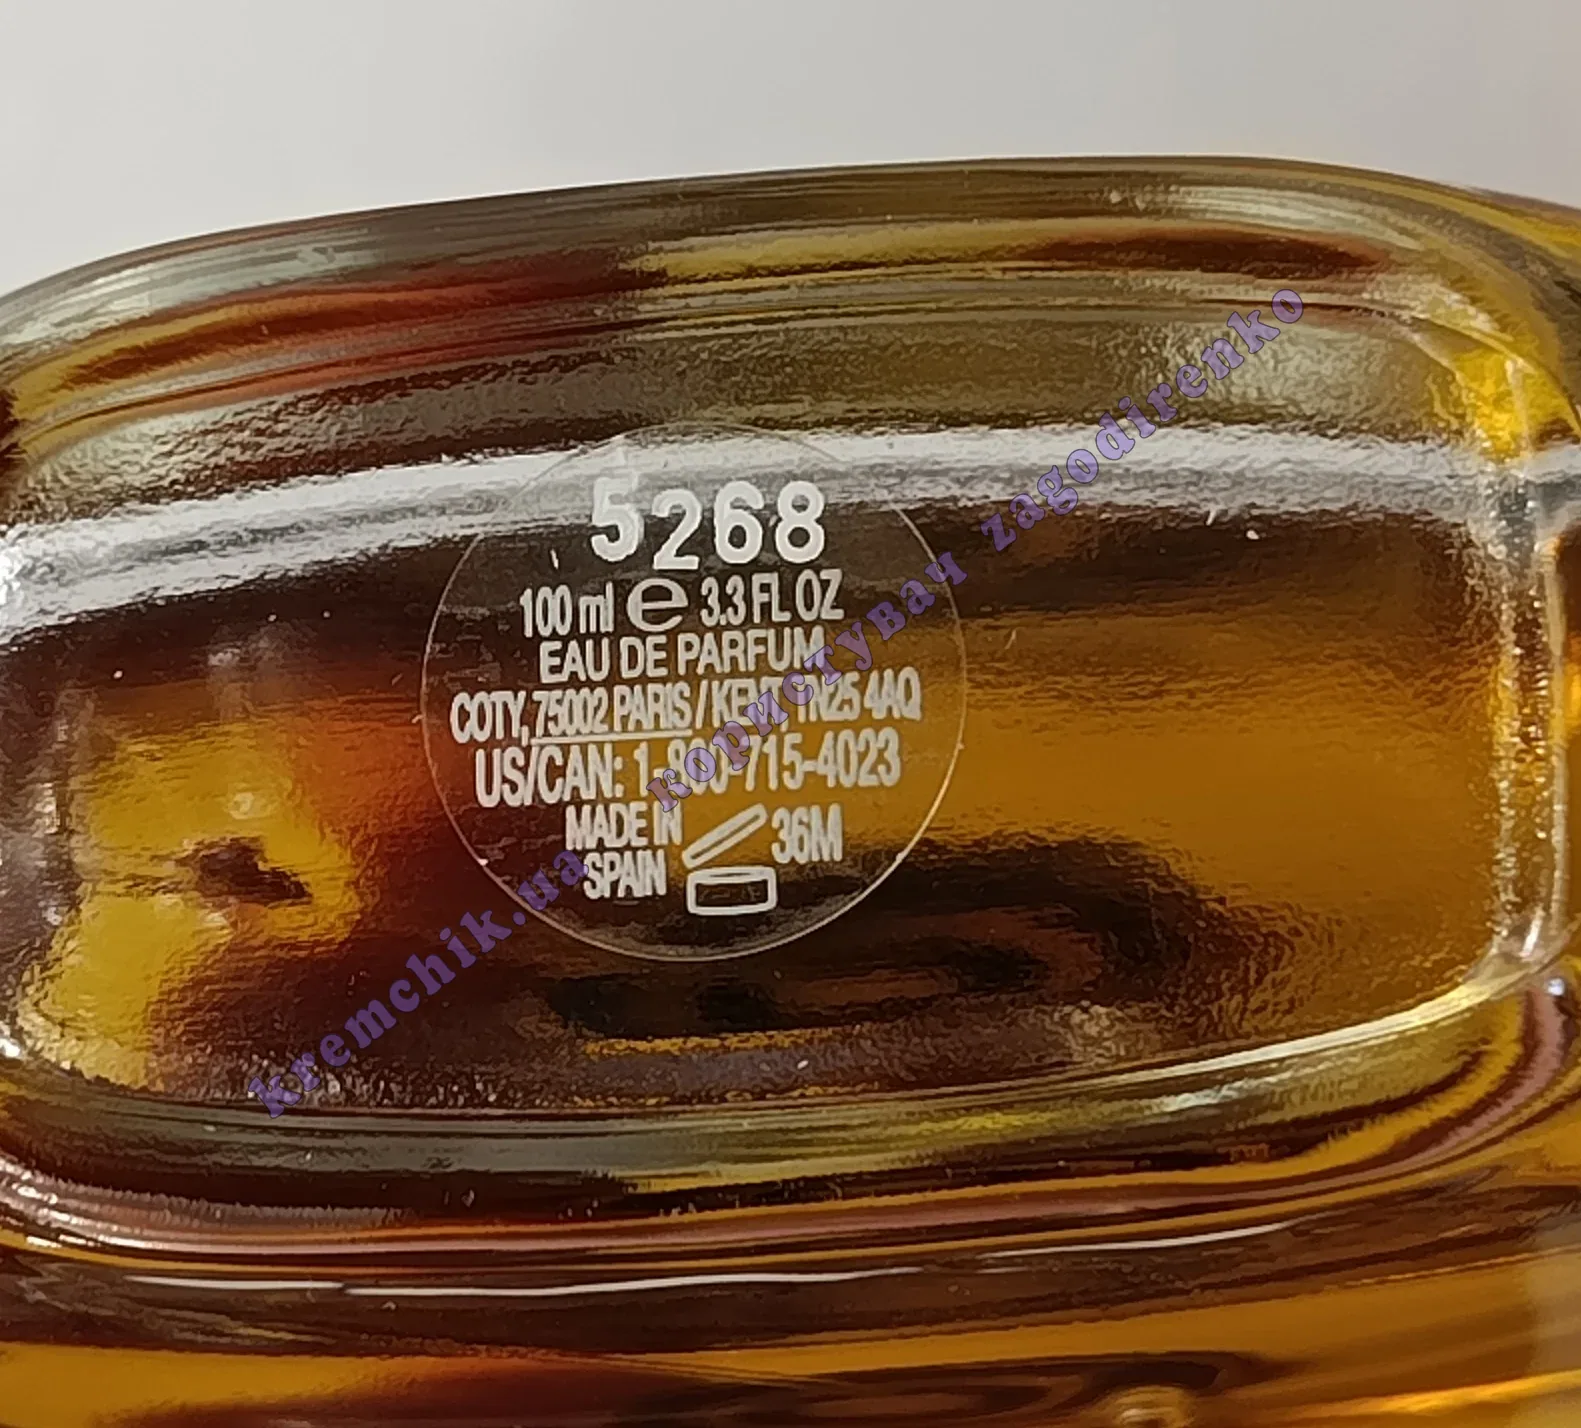 5268
100 ml e 3.3 FL OZ
EAU DE PARFUM
COTY, 75002 PARIS / KENT, TN25 4AQ
US/CAN: 1-800-715-4023
MADE IN
SPAIN
36M
kremchik.ua користувач zagodirenko